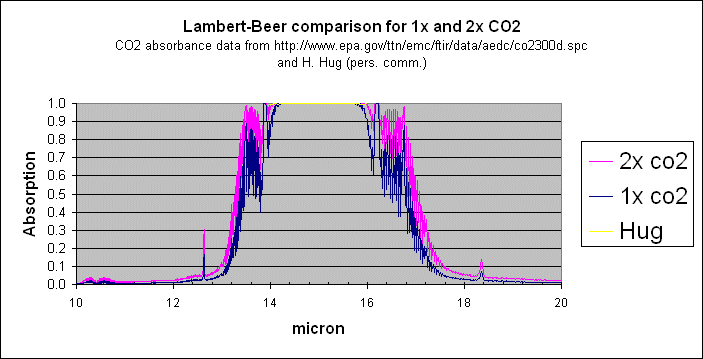 Lambert-Beer comparison for 1x and 2x CO2
CO2 absorbance data from http://www.epa.gov/ttn/emc/ftir/data/aedc/co2300d.spc
and H. Hug (pers. comm.)
Absorption
1.0
0.9
0.8
0.7
0.6
0.5
0.4
0.3
0.2
0.1
0.0
10
12
14
16
18
20
micron
2x co2
1x co2
Hug